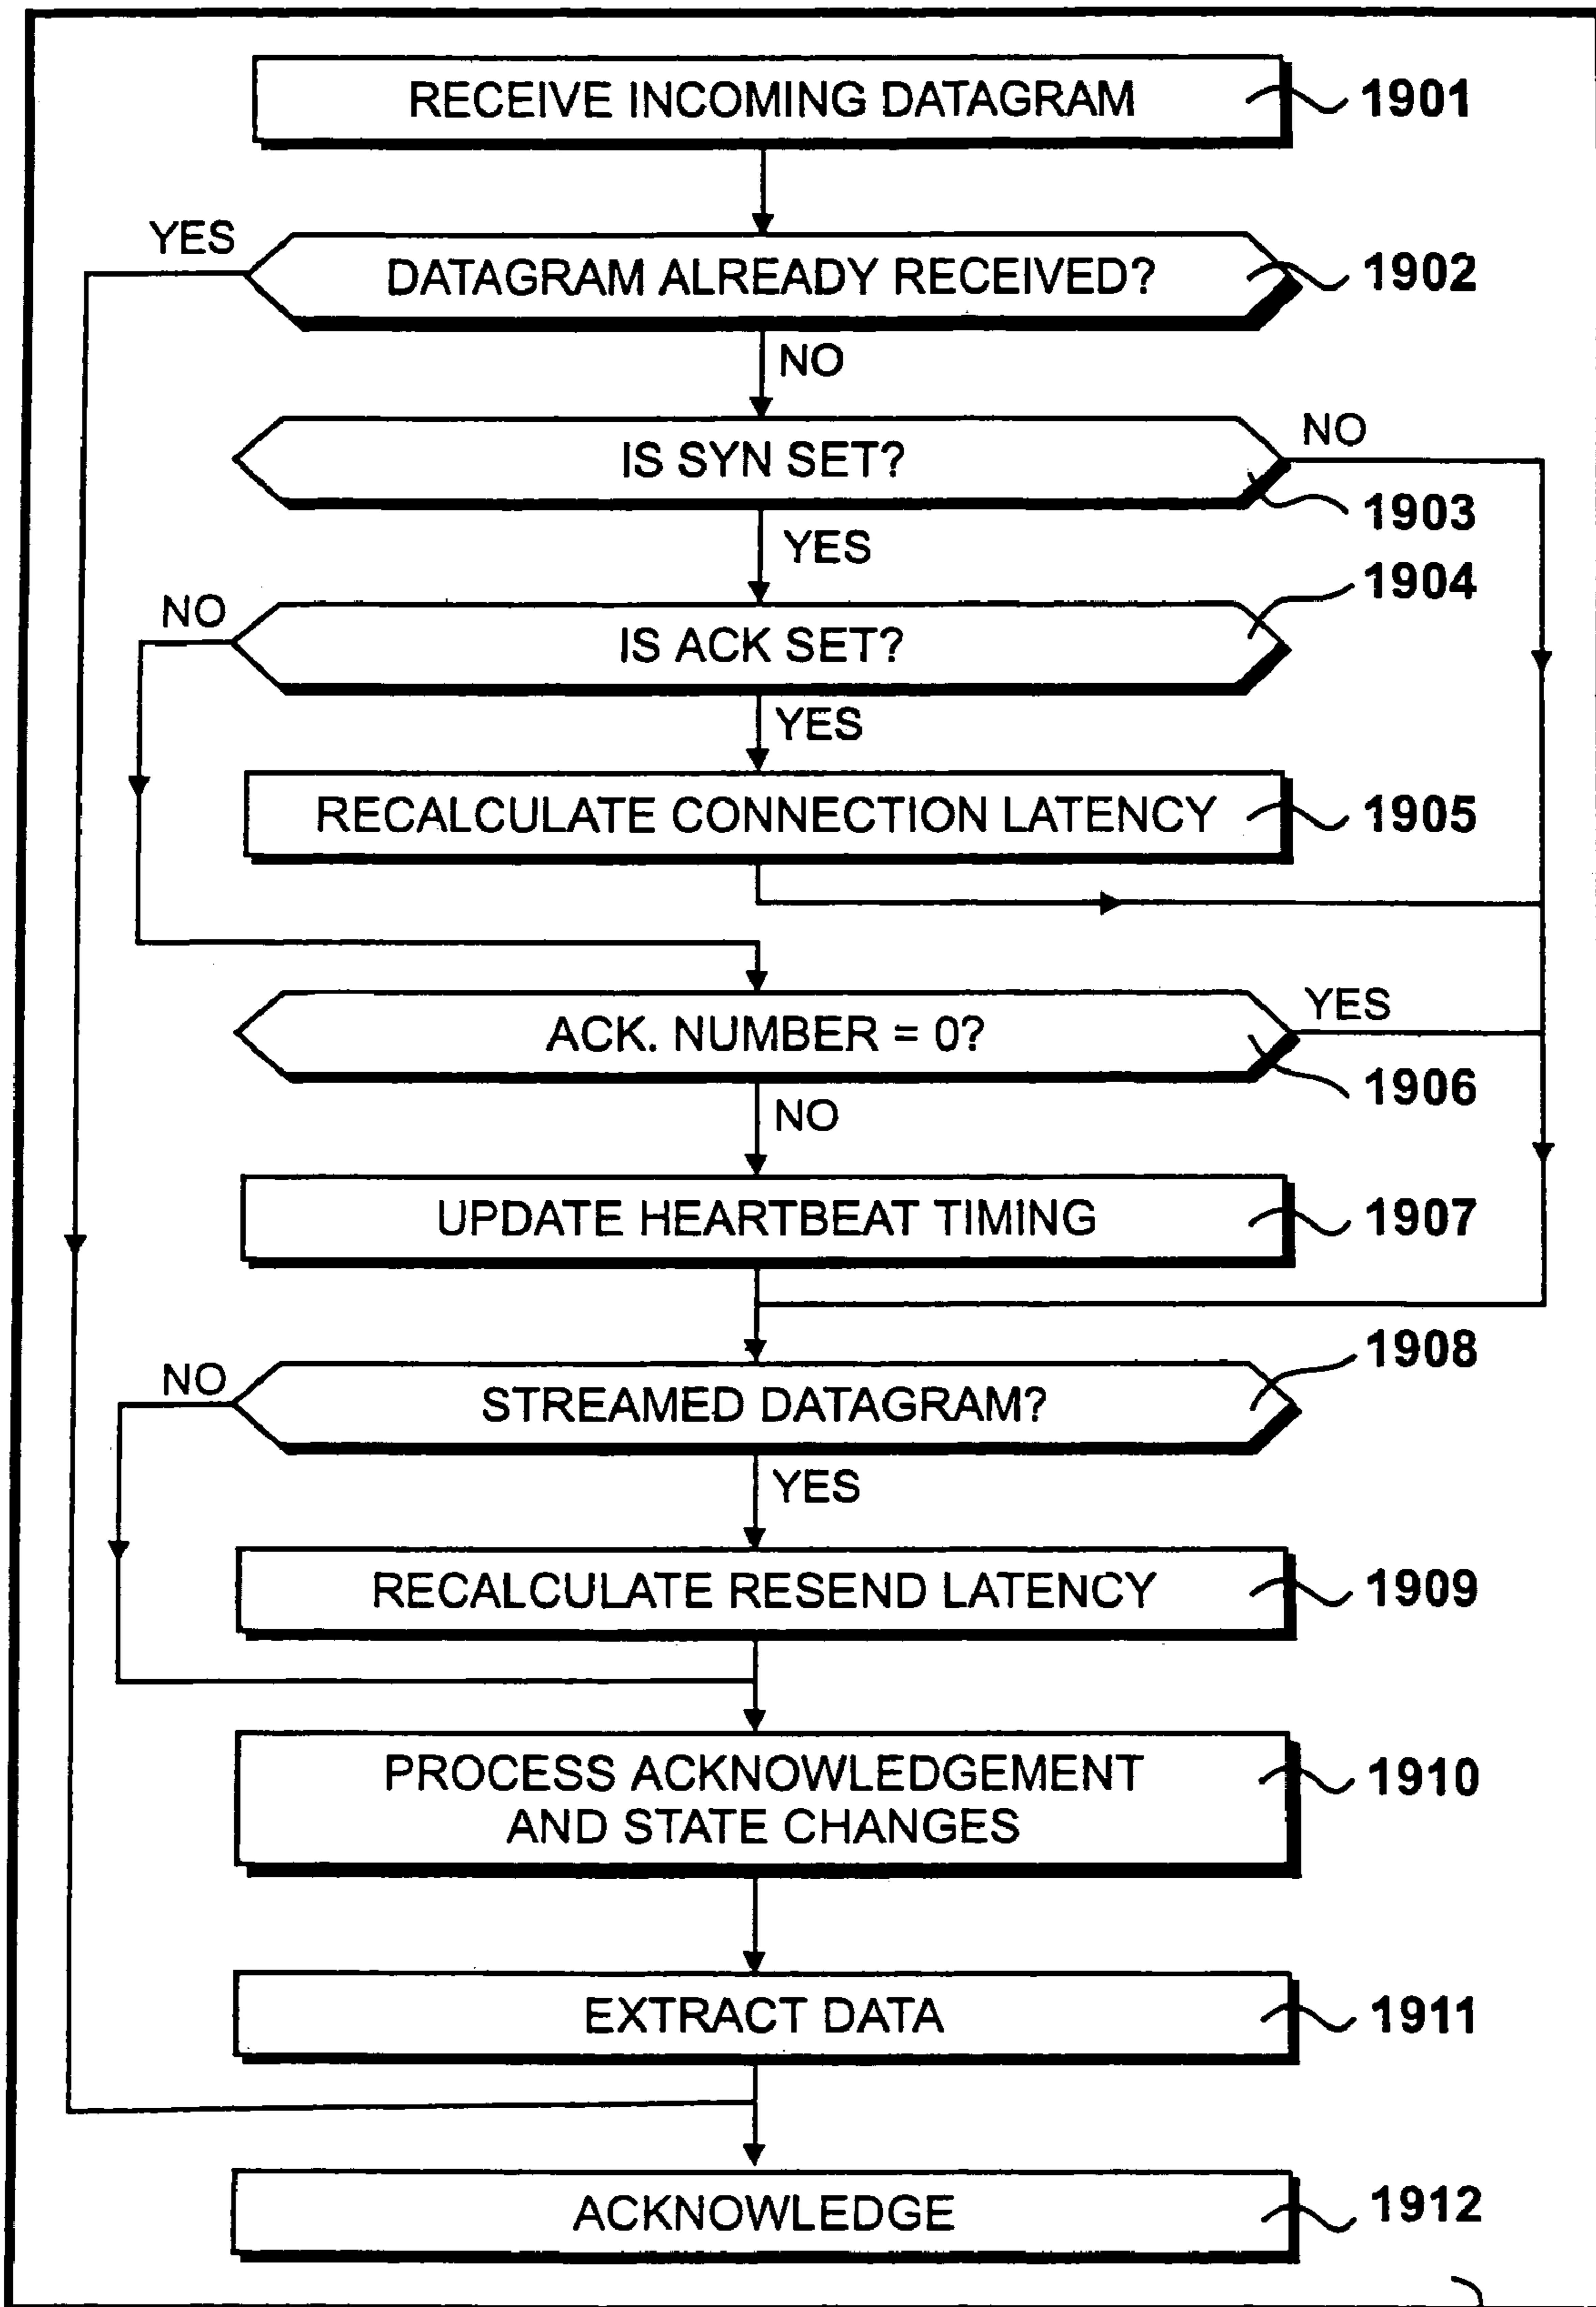 RECEIVE INCOMING DATAGRAM 1901
YES
DATAGRAM ALREADY RECEIVED? 1902
NO
IS SYN SET? NO
1903
YES
1904
NO
IS ACK SET?
YES
RECALCULATE CONNECTION LATENCY 1905
ACK. NUMBER = 0? YES
1906
NO
UPDATE HEARTBEAT TIMING 1907
1908
NO
STREAMED DATAGRAM?
YES
RECALCULATE RESEND LATENCY 1909
PROCESS ACKNOWLEDGEMENT 1910
AND STATE CHANGES
EXTRACT DATA 1911
ACKNOWLEDGE 1912